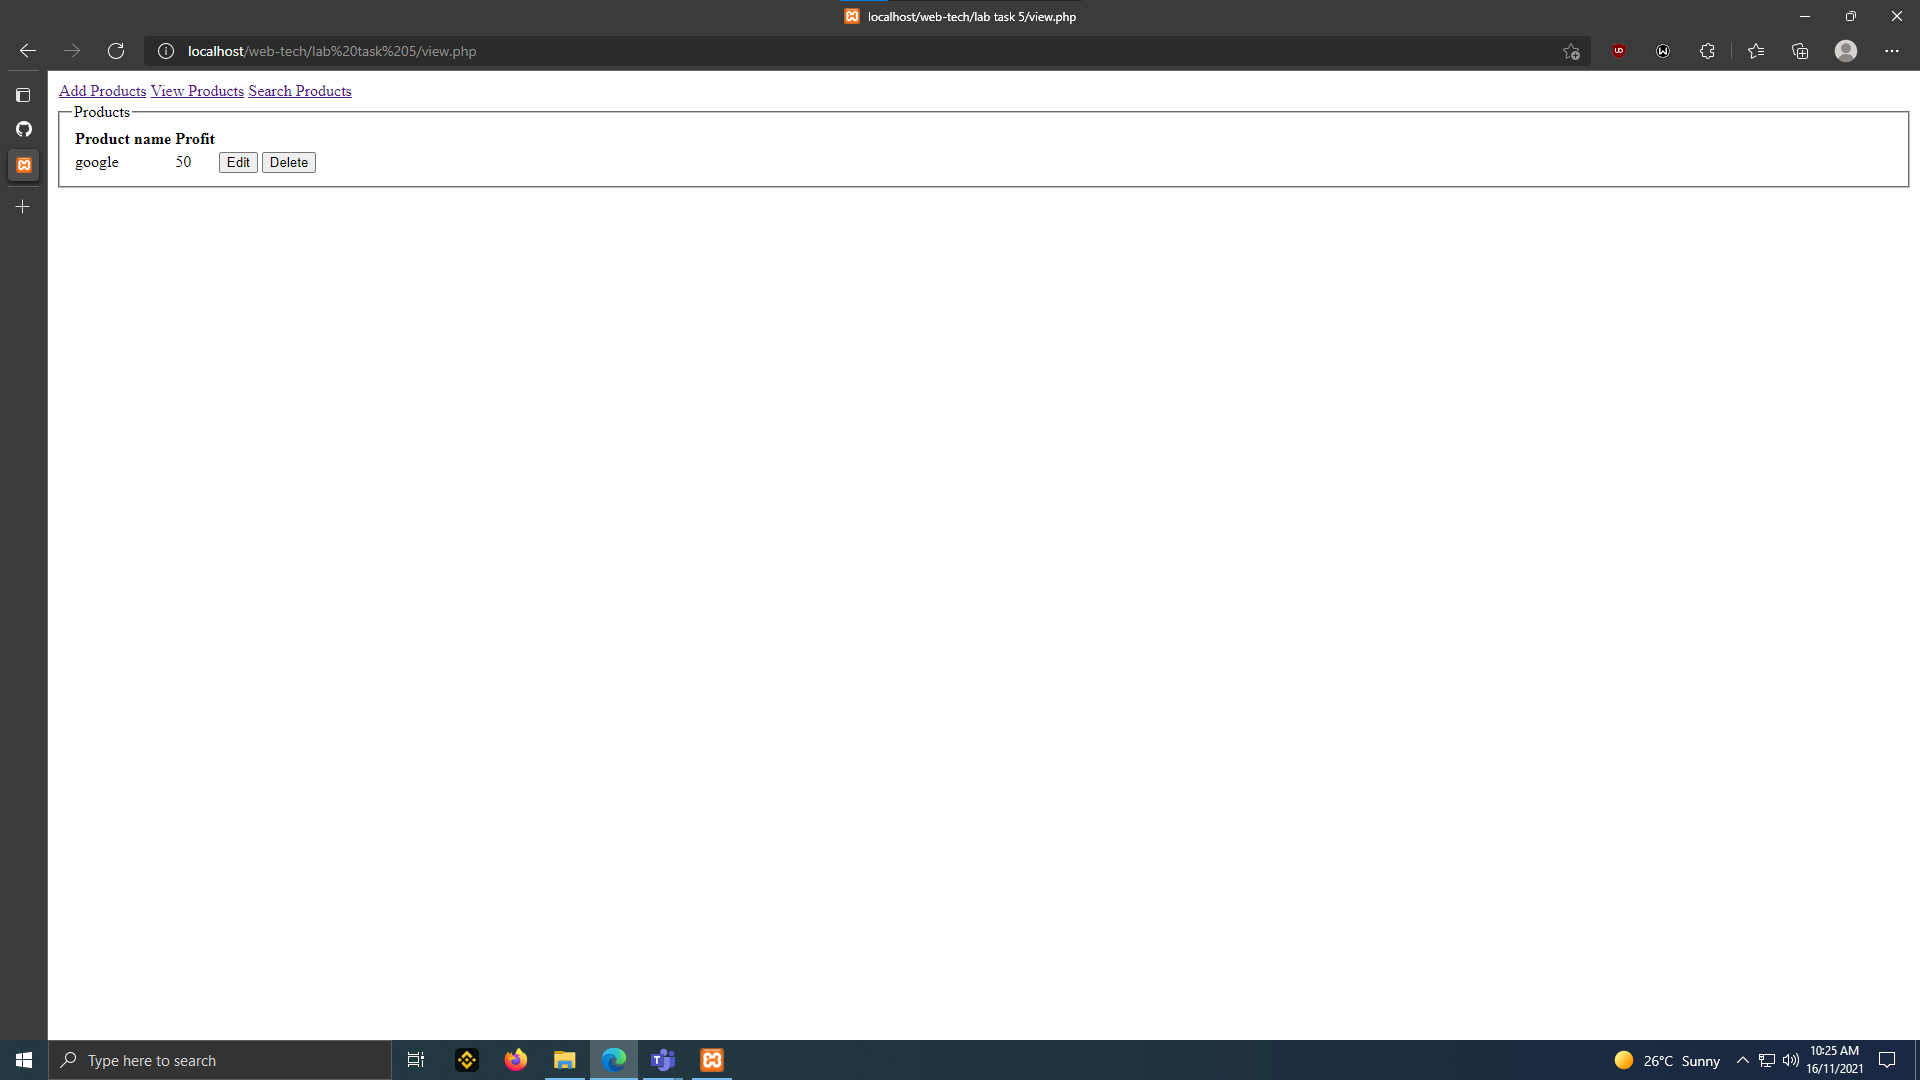 localhost/web-tech/lab task 5/view.php
localhost/web-tech/lab%20task%205/view.php
Add Products View Products Search Products
Products
Product name Profit
google 50 Edit Delete
Type here to search
26°C Sunny
10:25 AM
16/11/2021